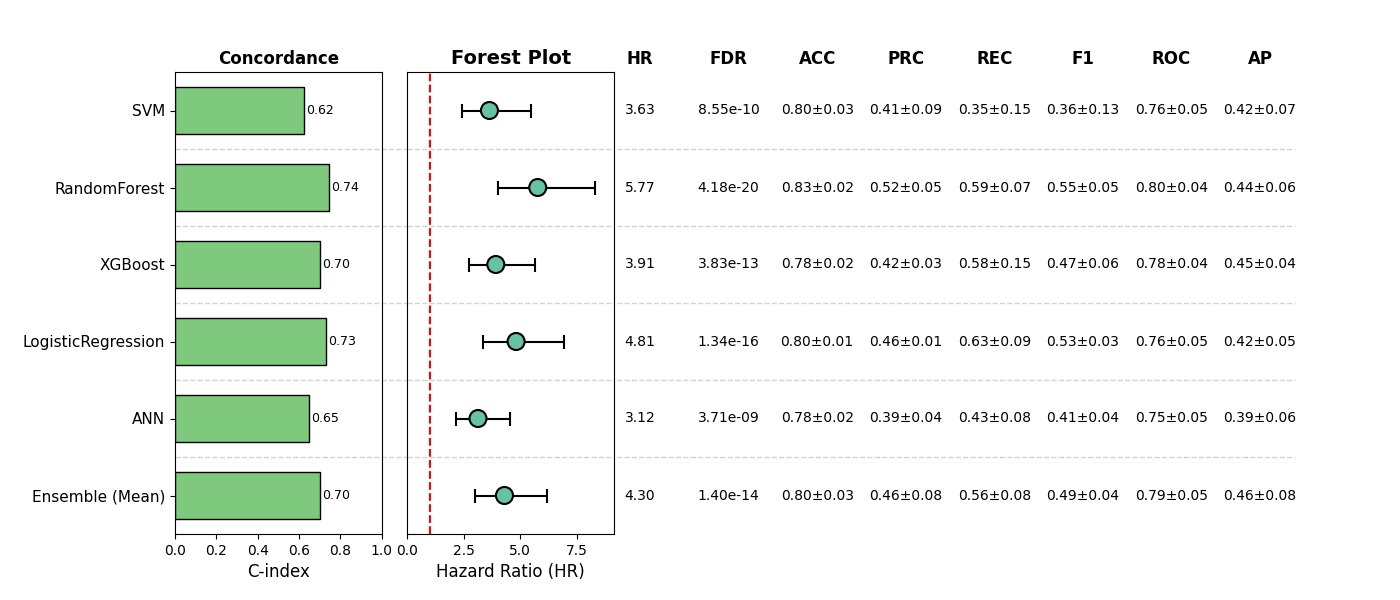 Concordance Forest Plot HR FDR ACC PRC REC F1 ROC AP
SVM 0.62 3.63 8.55e-10 0.80±0.03 0.41±0.09 0.35±0.15 0.36±0.13 0.76±0.05 0.42±0.07
RandomForest 0.74 5.77 4.18e-20 0.83±0.02 0.52±0.05 0.59±0.07 0.55±0.05 0.80±0.04 0.44±0.06
XGBoost 0.70 3.91 3.83e-13 0.78±0.02 0.42±0.03 0.58±0.15 0.47±0.06 0.78±0.04 0.45±0.04
LogisticRegression 0.73 4.81 1.34e-16 0.80±0.01 0.46±0.01 0.63±0.09 0.53±0.03 0.76±0.05 0.42±0.05
ANN 0.65 3.12 3.71e-09 0.78±0.02 0.39±0.04 0.43±0.08 0.41±0.04 0.75±0.05 0.39±0.06
Ensemble (Mean) 0.70 4.30 1.40e-14 0.80±0.03 0.46±0.08 0.56±0.08 0.49±0.04 0.79±0.05 0.46±0.08
0.0 0.2 0.4 0.6 0.8 1.0 0.0 2.5 5.0 7.5
C-index Hazard Ratio (HR)